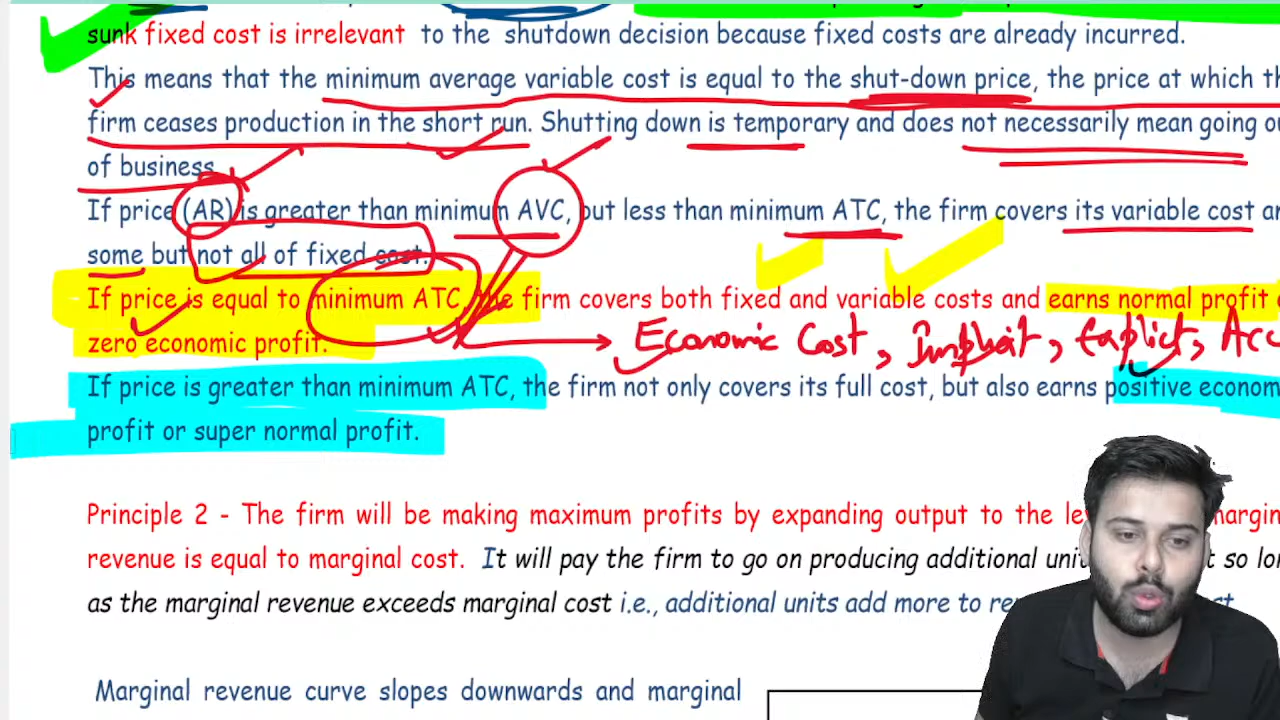 sunk fixed cost is irrelevant to the shutdown decision because fixed costs are already incurred.
This means that the minimum average variable cost is equal to the shut-down price, the price at which th
firm ceases production in the short run. Shutting down is temporary and does not necessarily mean going ou
of business.
If price (AR) is greater than minimum AVC, but less than minimum ATC, the firm covers its variable cost an
some but not all of fixed cost.
If price is equal to minimum ATC, the firm covers both fixed and variable costs and earns normal profit o
zero economic profit.
Economic Cost, Implicit, Explict, Acc
If price is greater than minimum ATC, the firm not only covers its full cost, but also earns positive econom
profit or super normal profit.
Principle 2 - The firm will be making maximum profits by expanding output to the le margin
revenue is equal to marginal cost. It will pay the firm to go on producing additional unit so lon
as the marginal revenue exceeds marginal cost i.e., additional units add more to re
Marginal revenue curve slopes downwards and marginal